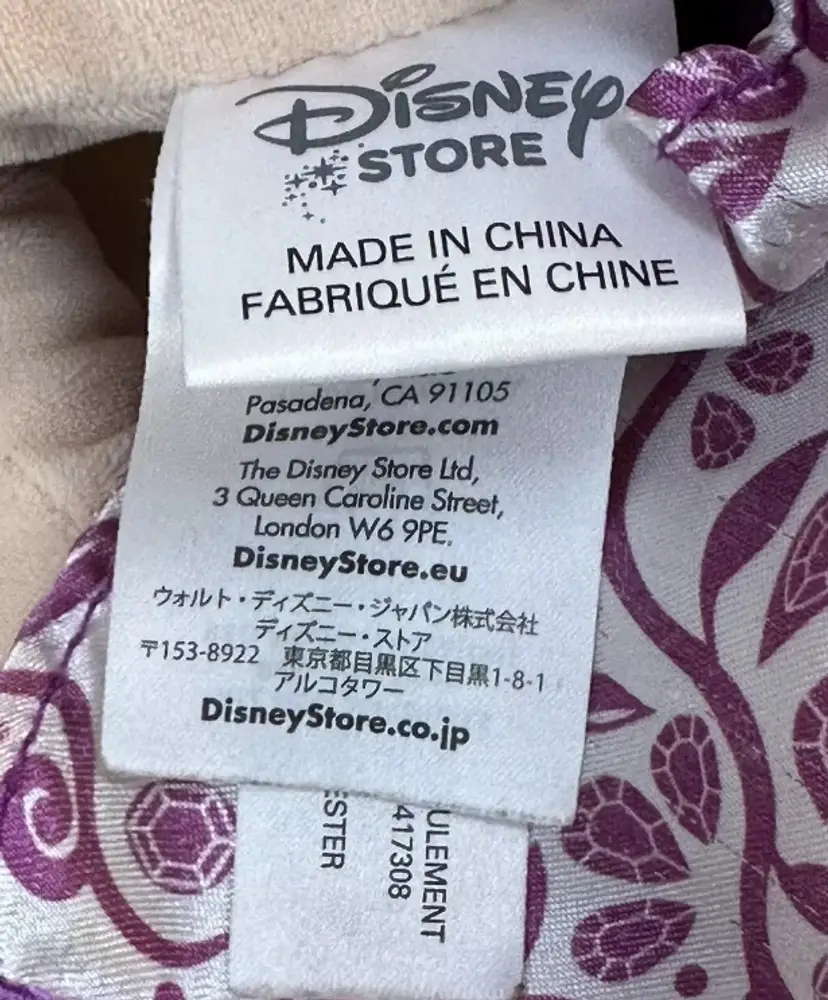 DISNEY
STORE
MADE IN CHINA
FABRIQUÉ EN CHINE
Pasadena, CA 91105
DisneyStore.com
The Disney Store Ltd,
3 Queen Caroline Street,
London W6 9PE.
DisneyStore.eu
ウォルト・ディズニー・ジャパン株式会社
ディズニー・ストア
〒153-8922 東京都目黒区下目黒1-8-1
アルコタワー
DisneyStore.co.jp
ULEMENT
417308
ESTER